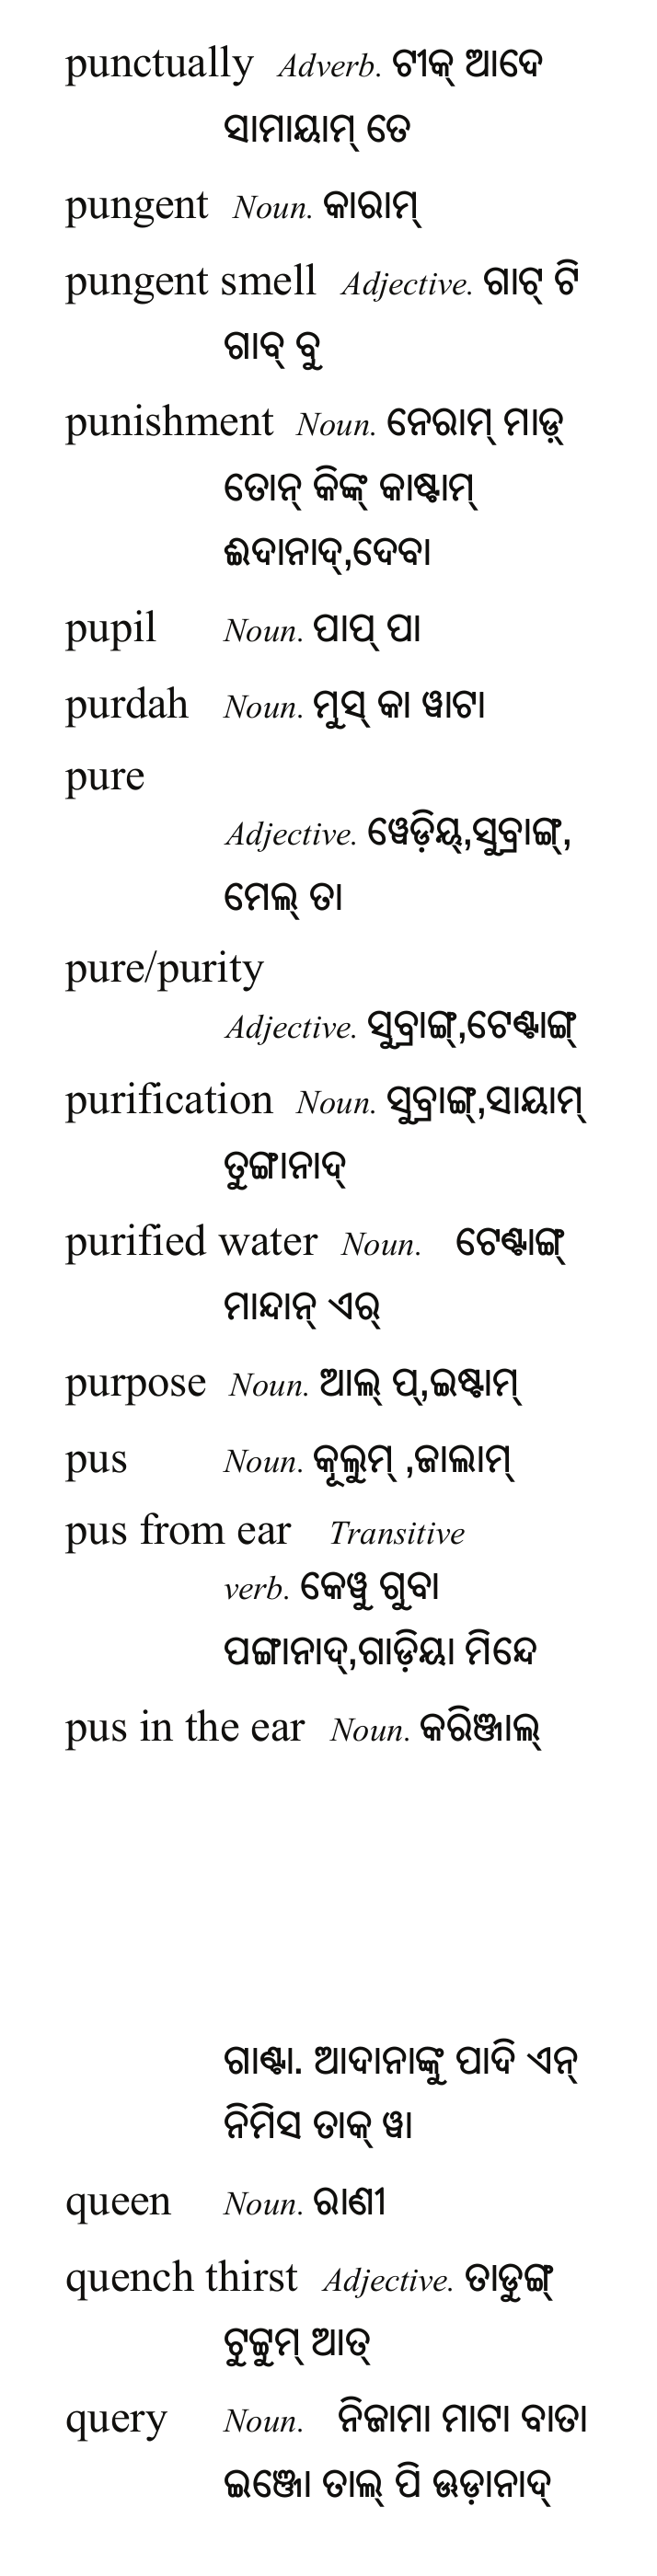 punctually Adverb. ଟୀକ୍ ଆଦେ
ସାମାୟାମ୍ ତେ
pungent Noun. କାରାମ୍
pungent smell Adjective. ଗାଟ୍ ଟି
ଗାବ୍ ବୁ
punishment Noun. ନେରାମ୍ ମାଡ଼୍
ତୋନ୍ କିଙ୍କ୍ କାଷ୍ଟାମ୍
ଈଦାନାଦ୍,ଦେବା
pupil Noun. ପାପ୍ ପା
purdah Noun. ମୁସ୍ କା ୱାଟା
pure
Adjective. ୱେଡ଼ିୟ୍,ସୁବ୍ରାଙ୍ଗ୍,
ମେଲ୍ ତା
pure/purity
Adjective. ସୁବ୍ରାଙ୍ଗ୍,ଟେଣ୍ଟାଙ୍ଗ୍
purification Noun. ସୁବ୍ରାଙ୍ଗ୍,ସାୟାମ୍
ତୁଙ୍ଗାନାଦ୍
purified water Noun. ଟେଣ୍ଟାଙ୍ଗ୍
ମାନ୍ଦାନ୍ ଏର୍
purpose Noun. ଆଲ୍ ପ୍,ଇଷ୍ଟାମ୍
pus Noun. କୂଲୁମ୍ ,ଜାଲାମ୍
pus from ear Transitive
verb. କେୱୁ ଗୁବା
ପଙ୍ଗାନାଦ୍,ଗାଡ଼ିୟା ମିନ୍ଦେ
pus in the ear Noun. କରିଞ୍ଜାଲ୍
ଗାଣ୍ଟା. ଆଦାନାଙ୍କୁ ପାଦି ଏନ୍
ନିମିସ ତାକ୍ ୱା
queen Noun. ରାଣୀ
quench thirst Adjective. ତାଡୁଙ୍ଗ୍
ଟୁଟ୍ଟୁମ୍ ଆତ୍
query Noun. ନିଜାମା ମାଟା ବାତା
ଇଞ୍ଜୋ ତାଲ୍ ପି ଊଡ଼ାନାଦ୍